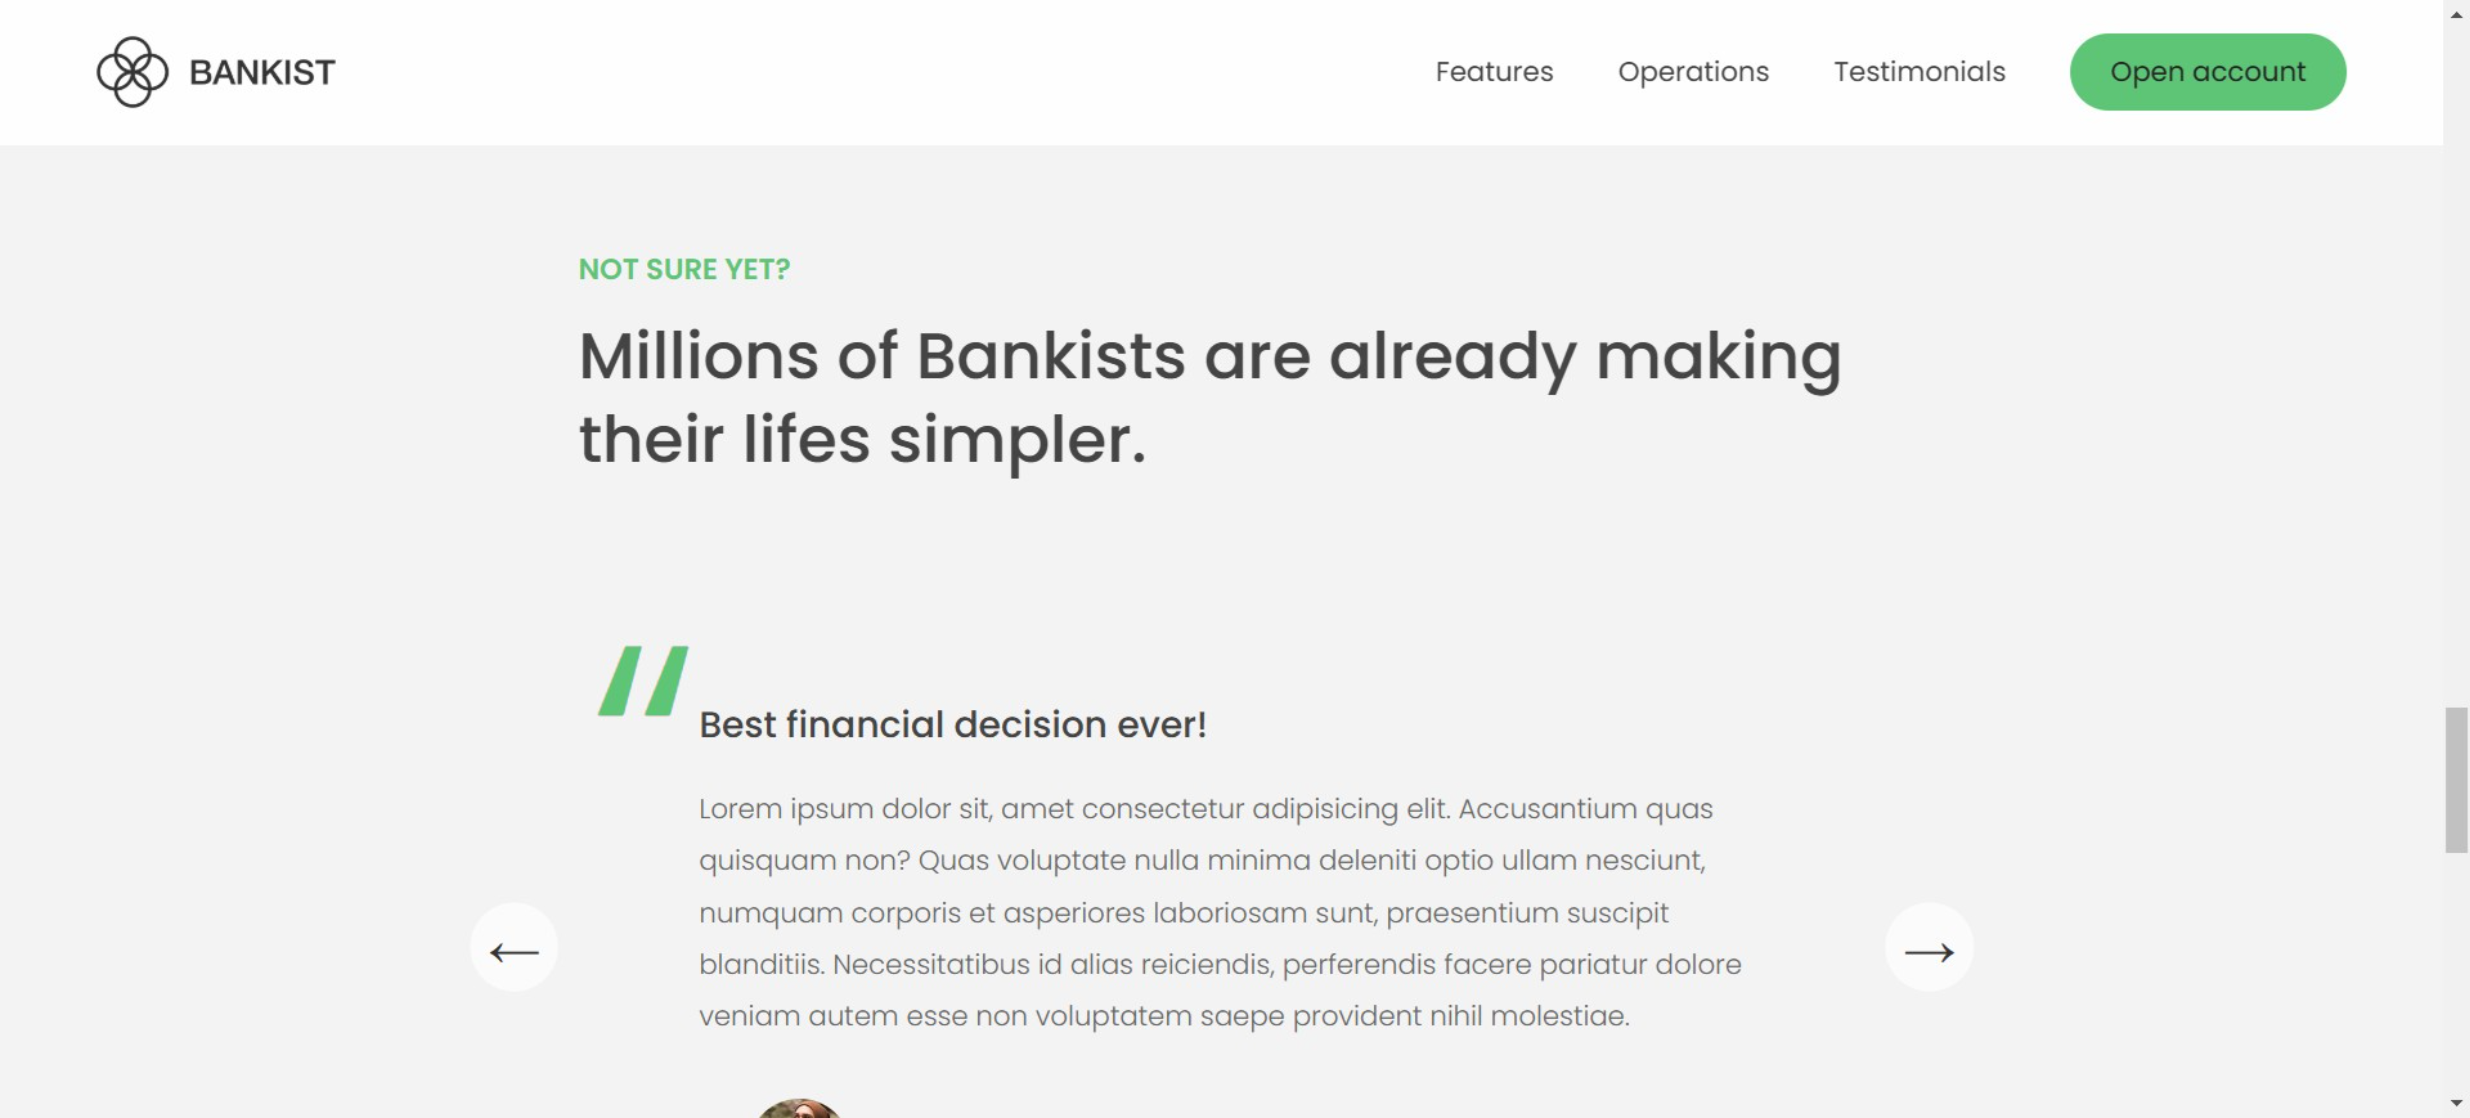 BANKIST
Features
Operations
Testimonials
Open account
NOT SURE YET?
Millions of Bankists are already making
their lifes simpler.
Best financial decision ever!
Lorem ipsum dolor sit, amet consectetur adipisicing elit. Accusantium quas
quisquam non? Quas voluptate nulla minima deleniti optio ullam nesciunt,
numquam corporis et asperiores laboriosam sunt, praesentium suscipit
blanditiis. Necessitatibus id alias reiciendis, perferendis facere pariatur dolore
veniam autem esse non voluptatem saepe provident nihil molestiae.